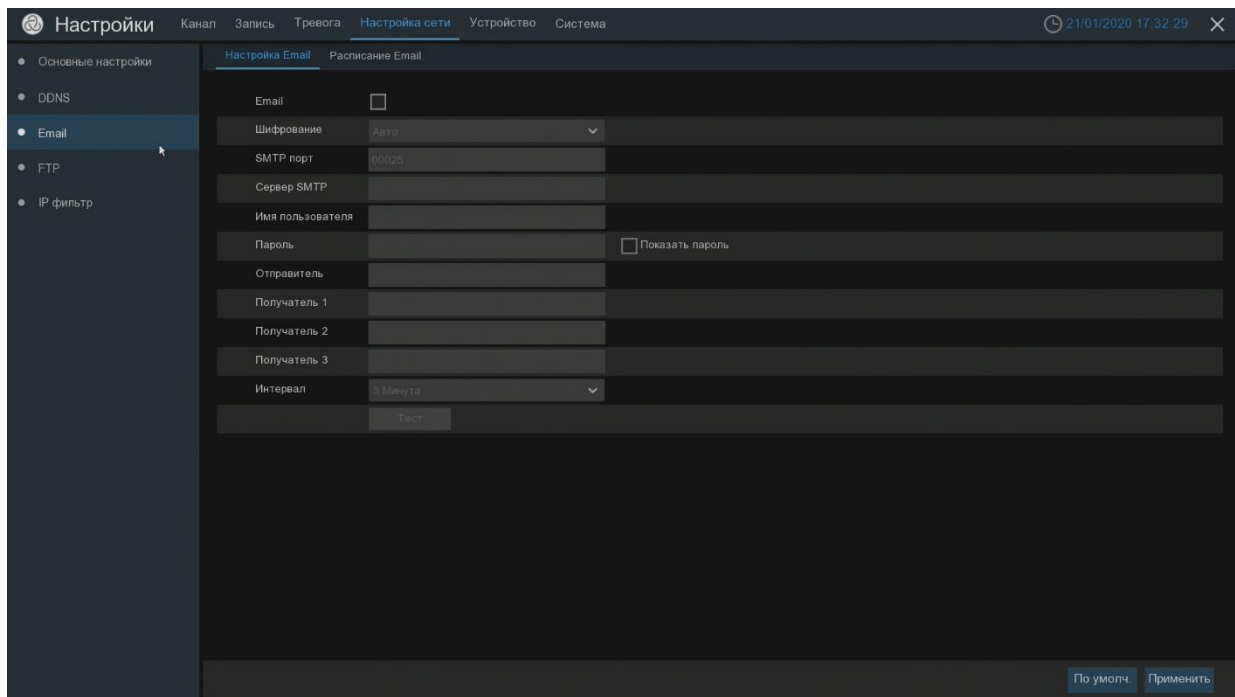 Настройки Канал Запись Тревога Настройка сети Устройство Система 21/01/2020 17:32:29
Настройка Email Расписание Email
Основные настройки
DDNS
Email
FTP
IP фильтр
Email
Шифрование Авто
SMTP порт 00025
Сервер SMTP
Имя пользователя
Пароль Показать пароль
Отправитель
Получатель 1
Получатель 2
Получатель 3
Интервал 3 Минута
Тест
По умолч. Применить